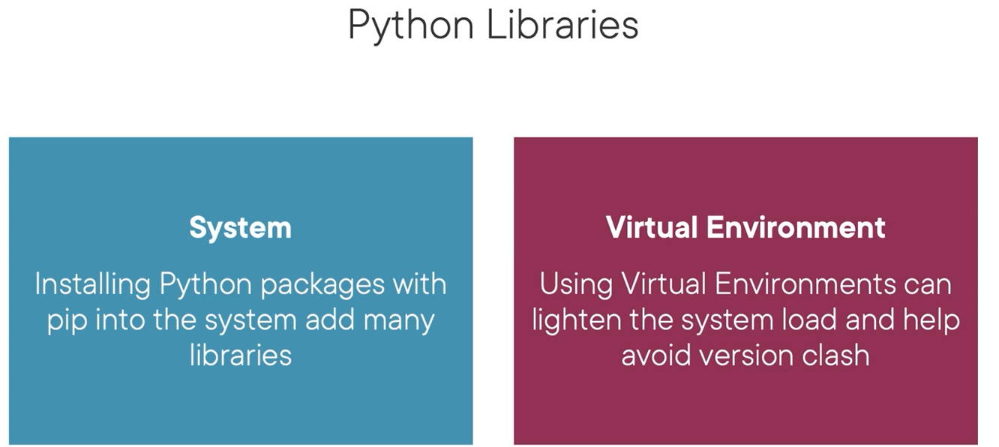 Python Libraries
System
Installing Python packages with
pip into the system add many
libraries
Virtual Environment
Using Virtual Environments can
lighten the system load and help
avoid version clash